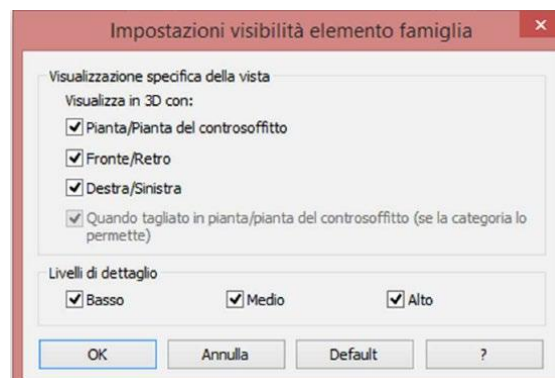 Impostazioni visibilità elemento famiglia
Visualizzazione specifica della vista
Visualizza in 3D con:
Pianta/Pianta del controsoffitto
Fronte/Retro
Destra/Sinistra
Quando tagliato in pianta/pianta del controsoffitto (se la categoria lo
permette)
Livelli di dettaglio
Basso Medio Alto
OK Annulla Default ?